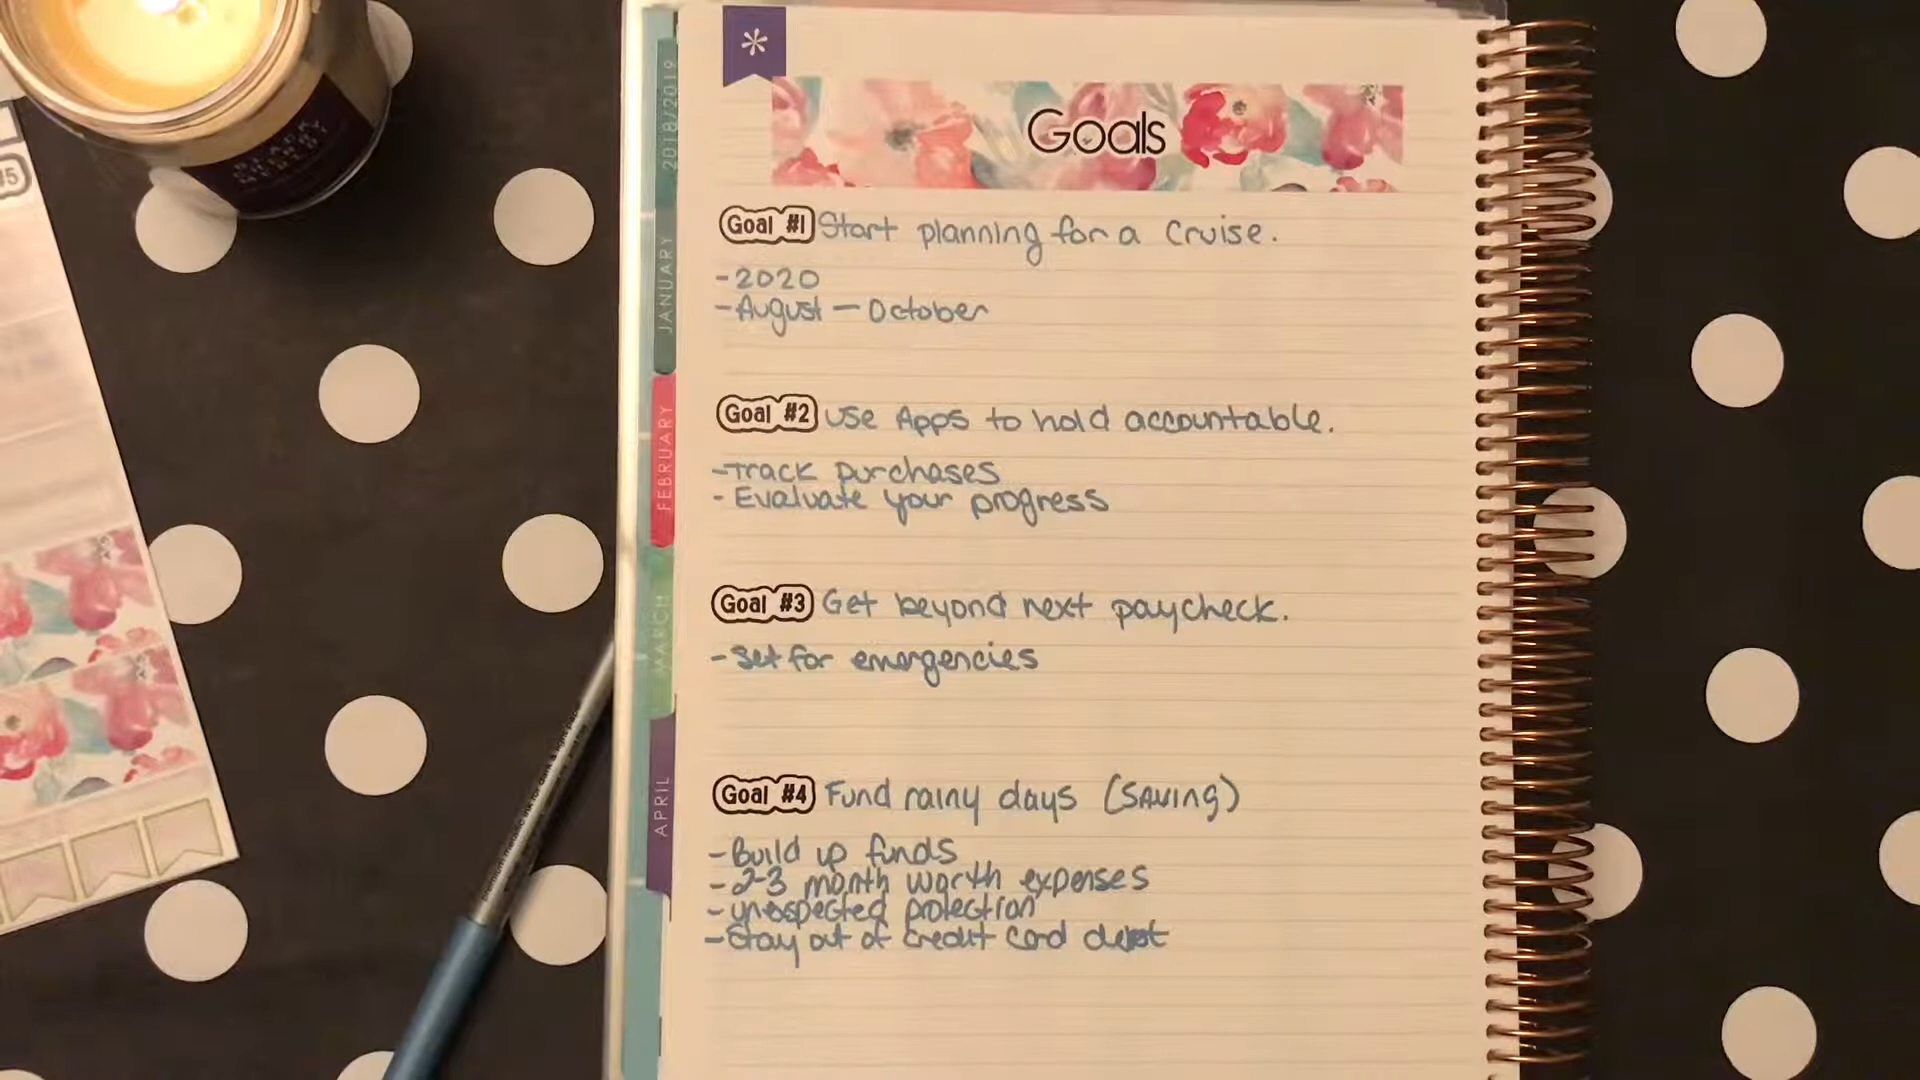 *
Goals
Goal #1 Start planning for a Cruise.
- 2020
- August - October
Goal #2 Use Apps to hold accountable.
- Track purchases
- Evaluate your progress
Goal #3 Get beyond next paycheck.
- Set for emergencies
Goal #4 Fund rainy days (SAVING)
- Build up funds
- 2-3 month worth expenses
- unexspected protection
- Stay out of credit card debt
2018/2019
JANUARY
FEBRUARY
MARCH
APRIL
#5